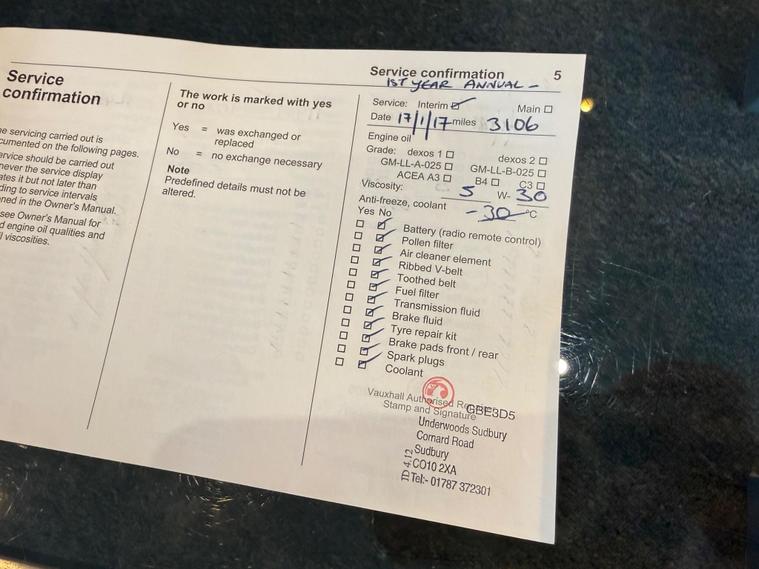 Service
confirmation
e servicing carried out is
cumented on the following pages.
ervice should be carried out
never the service display
ates it but not later than
ding to service intervals
ned in the Owner's Manual.
see Owner's Manual for
d engine oil qualities and
l viscosities.
The work is marked with yes
or no
Yes = was exchanged or
replaced
No = no exchange necessary
Note
Predefined details must not be
altered.
Service confirmation 5
1ST YEAR ANNUAL -
Service: Interim ☑ Main ☐
Date 17/1/17 miles 3106
Engine oil
Grade: dexos 1 ☐ dexos 2 ☐
GM-LL-A-025 ☐ GM-LL-B-025 ☐
ACEA A3 ☐ B4 ☐ C3 ☐
Viscosity: 5 W- 30
Anti-freeze, coolant -30 °C
Yes No
☐ ☑ Battery (radio remote control)
☐ ☑ Pollen filter
☐ ☑ Air cleaner element
☐ ☑ Ribbed V-belt
☐ ☑ Toothed belt
☐ ☑ Fuel filter
☐ ☑ Transmission fluid
☐ ☑ Brake fluid
☐ ☑ Tyre repair kit
☐ ☑ Brake pads front / rear
☐ ☑ Spark plugs
☐ ☑ Coolant
Vauxhall Authorised
GBE3D5
Stamp and Signature
Underwoods Sudbury
Cornard Road
Sudbury
CO10 2XA
Tel:- 01787 372301
ID 4.12